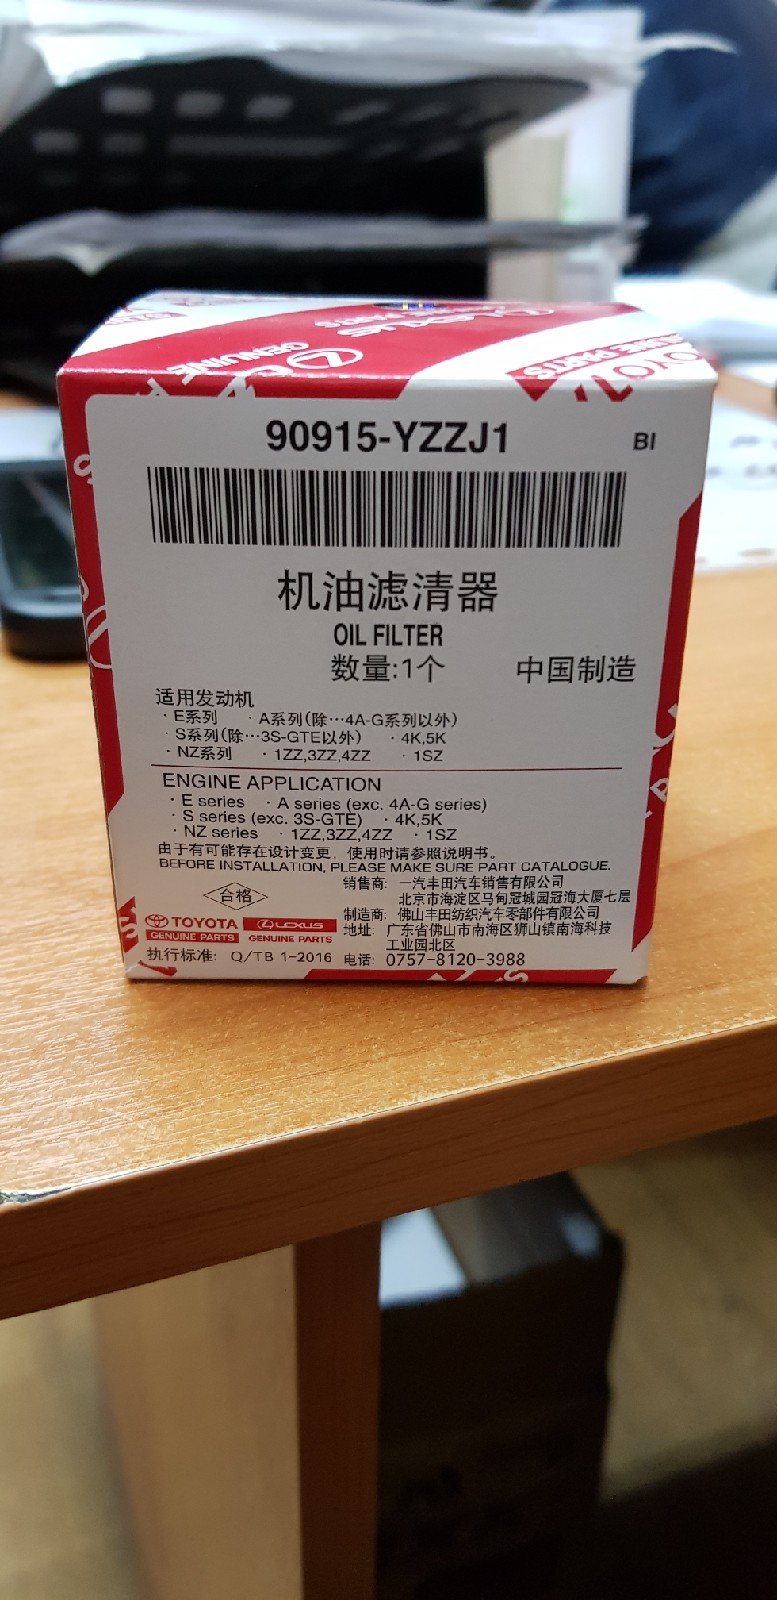 LEXUS
PARTS
GENUINE
TOYO
PARTS
90915-YZZJ1
BI
机油滤清器
OIL FILTER
数量:1个 中国制造
适用发动机
·E系列 ·A系列(除…4A-G系列以外)
·S系列(除…3S-GTE以外) ·4K,5K
·NZ系列 ·1ZZ,3ZZ,4ZZ ·1SZ
ENGINE APPLICATION
·E series ·A series (exc. 4A-G series)
·S series (exc. 3S-GTE) ·4K,5K
·NZ series ·1ZZ,3ZZ,4ZZ ·1SZ
由于有可能存在设计变更，使用时请参照说明书。
BEFORE INSTALLATION, PLEASE MAKE SURE PART CATALOGUE.
合格
TOYOTA
GENUINE PARTS
LEXUS
GENUINE PARTS
执行标准: Q/TB 1-2016
销售商: 一汽丰田汽车销售有限公司
北京市海淀区马甸冠城园冠海大厦七层
制造商: 佛山丰田纺织汽车零部件有限公司
地址: 广东省佛山市南海区狮山镇南海科技
工业园北区
电话: 0757-8120-3988